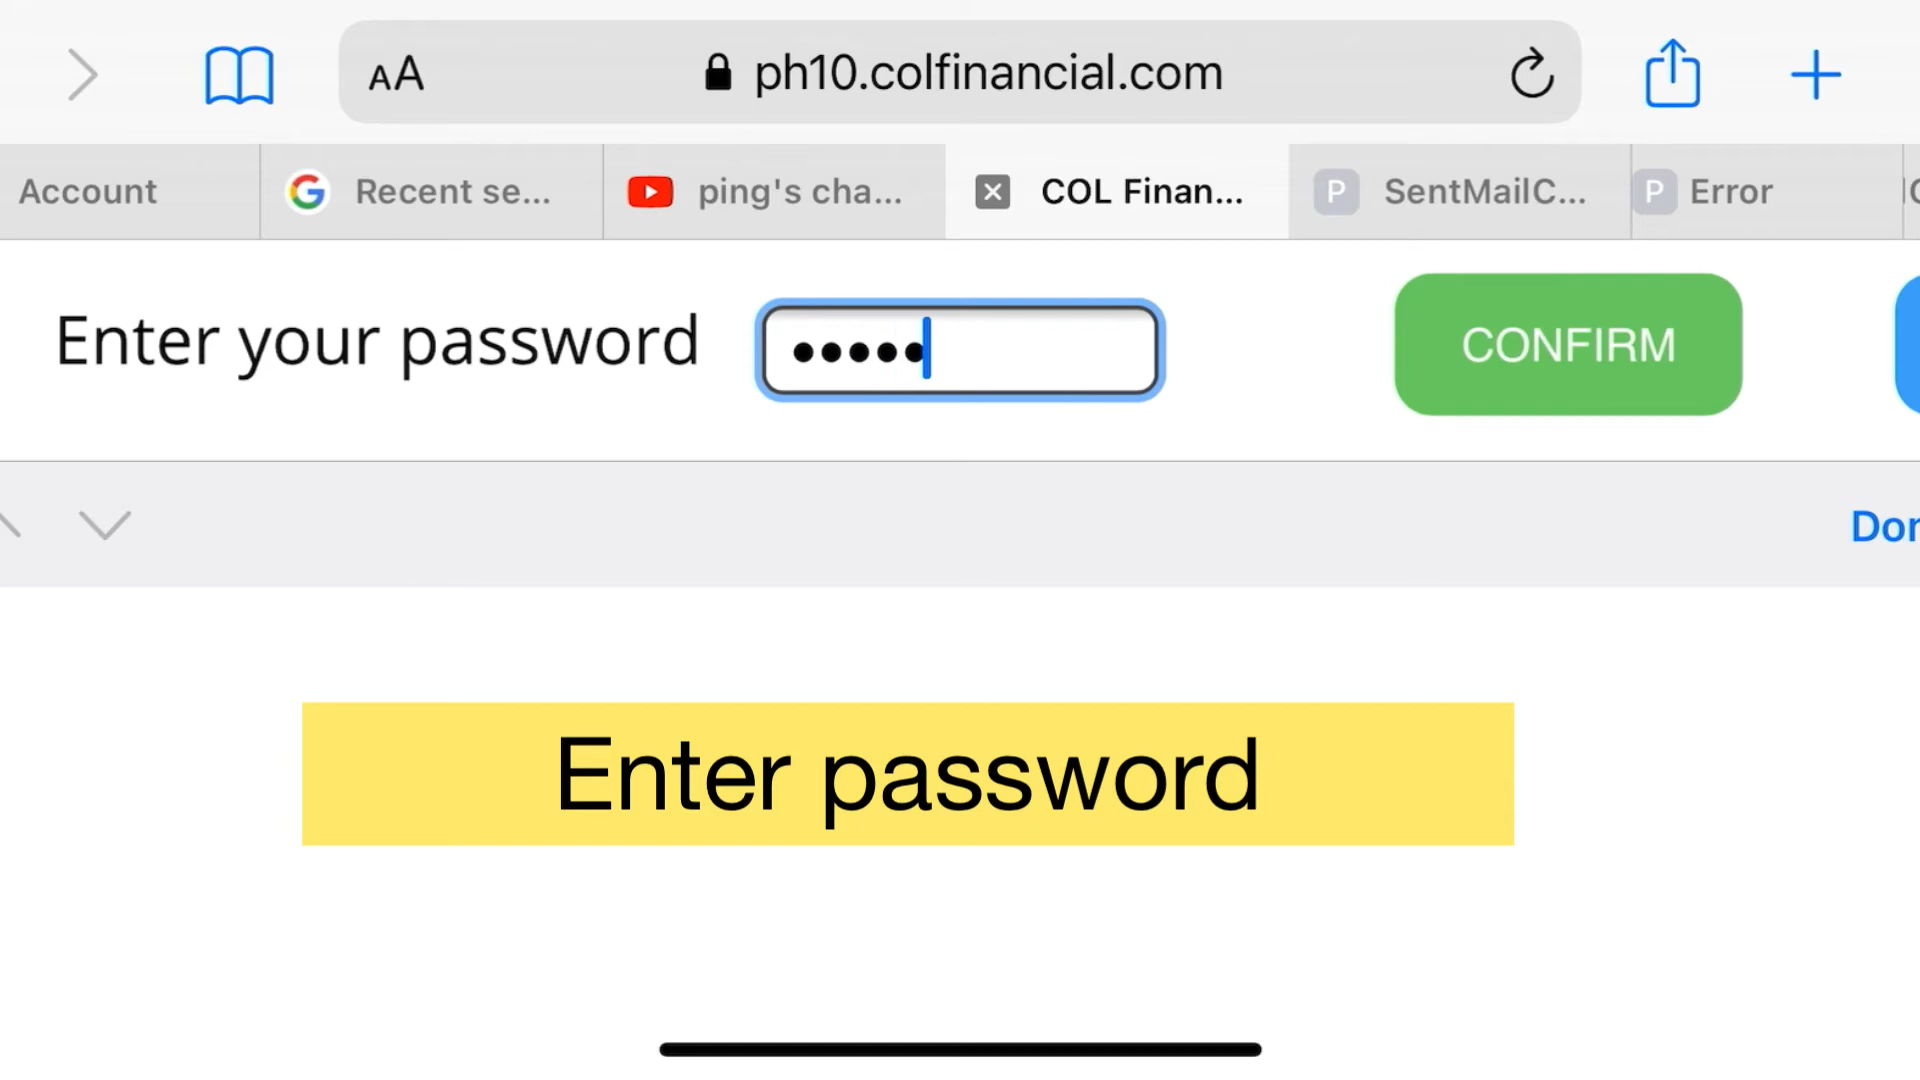 AA ph10.colfinancial.com
Account Recent se... ping's cha... COL Finan... P SentMailC... P Error
Enter your password ••••• CONFIRM
Enter password